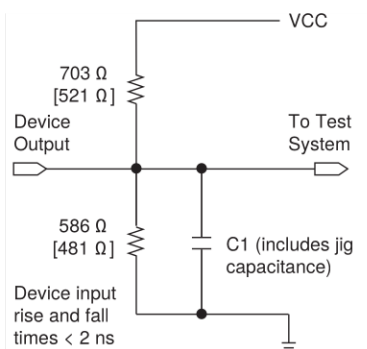 VCC
703 Ω
[521 Ω]
Device
Output
To Test
System
586 Ω
[481 Ω]
C1 (includes jig
capacitance)
Device input
rise and fall
times < 2 ns